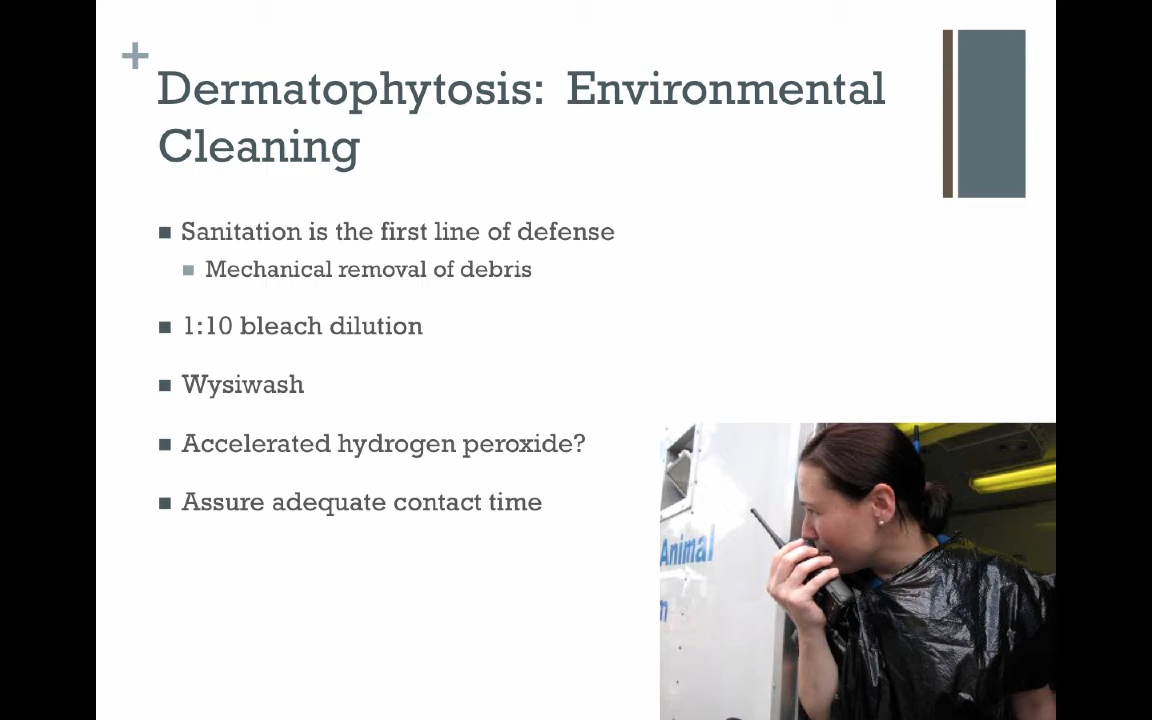 +
Dermatophytosis: Environmental
Cleaning
Sanitation is the first line of defense
Mechanical removal of debris
1:10 bleach dilution
Wysiwash
Accelerated hydrogen peroxide?
Assure adequate contact time
Animal
m